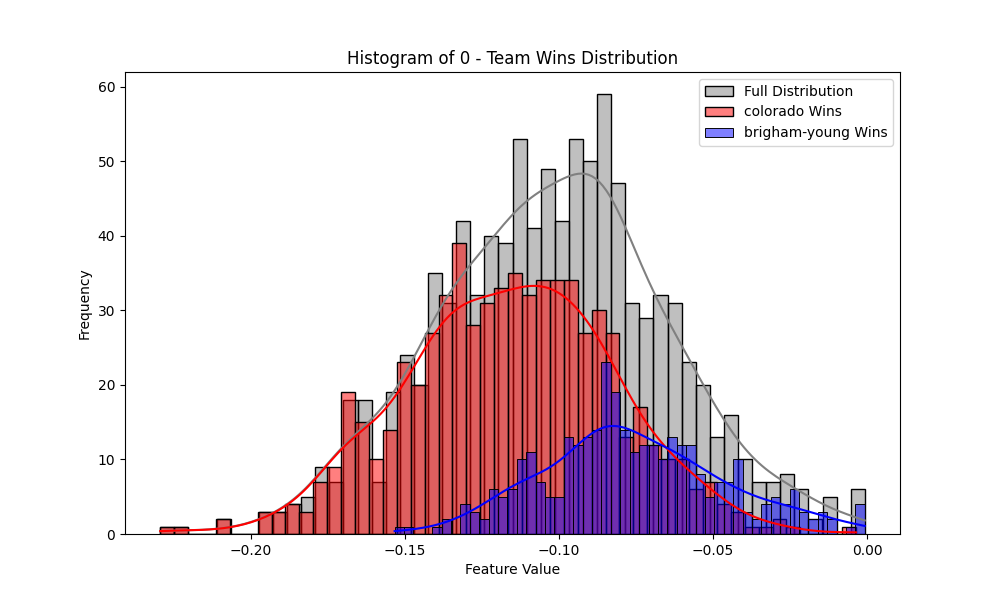 Histogram of 0 - Team Wins Distribution
Full Distribution
colorado Wins
brigham-young Wins
60
50
40
30
20
10
0
Frequency
−0.20 −0.15 −0.10 −0.05 0.00
Feature Value